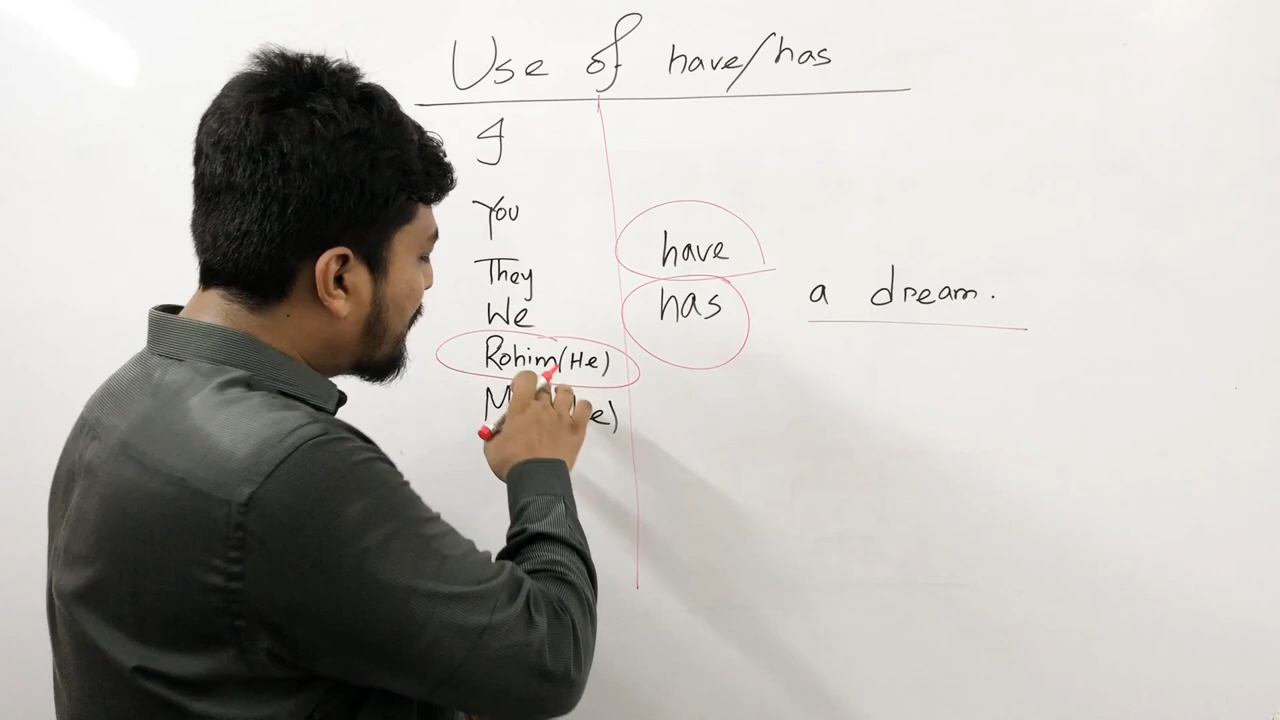 Use of have/has
I
You
They
We
Rohim(He)
have
has
a dream.